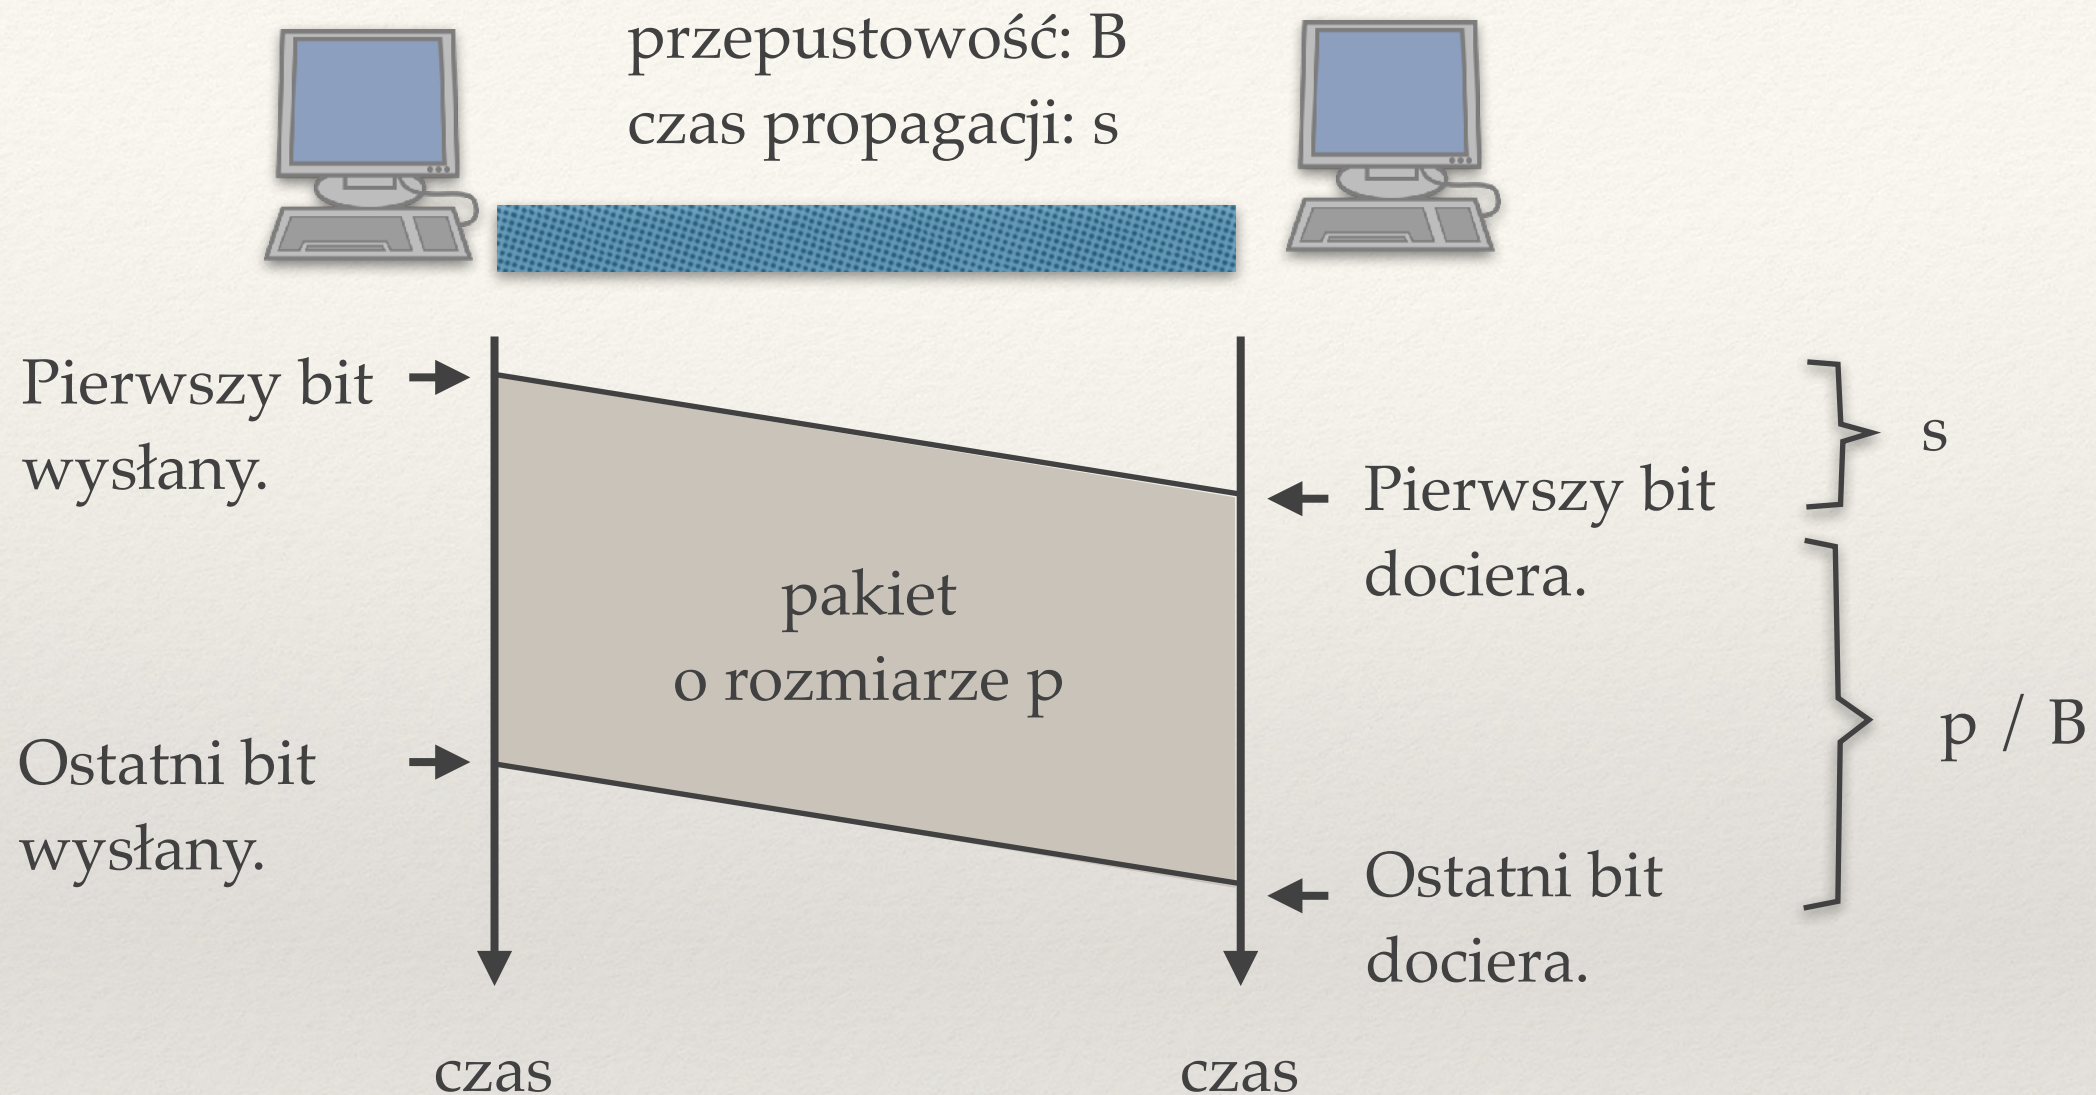 przepustowość: B
czas propagacji: s
Pierwszy bit
wysłany.
s
Pierwszy bit
dociera.
pakiet
o rozmiarze p
p / B
Ostatni bit
wysłany.
Ostatni bit
dociera.
czas
czas